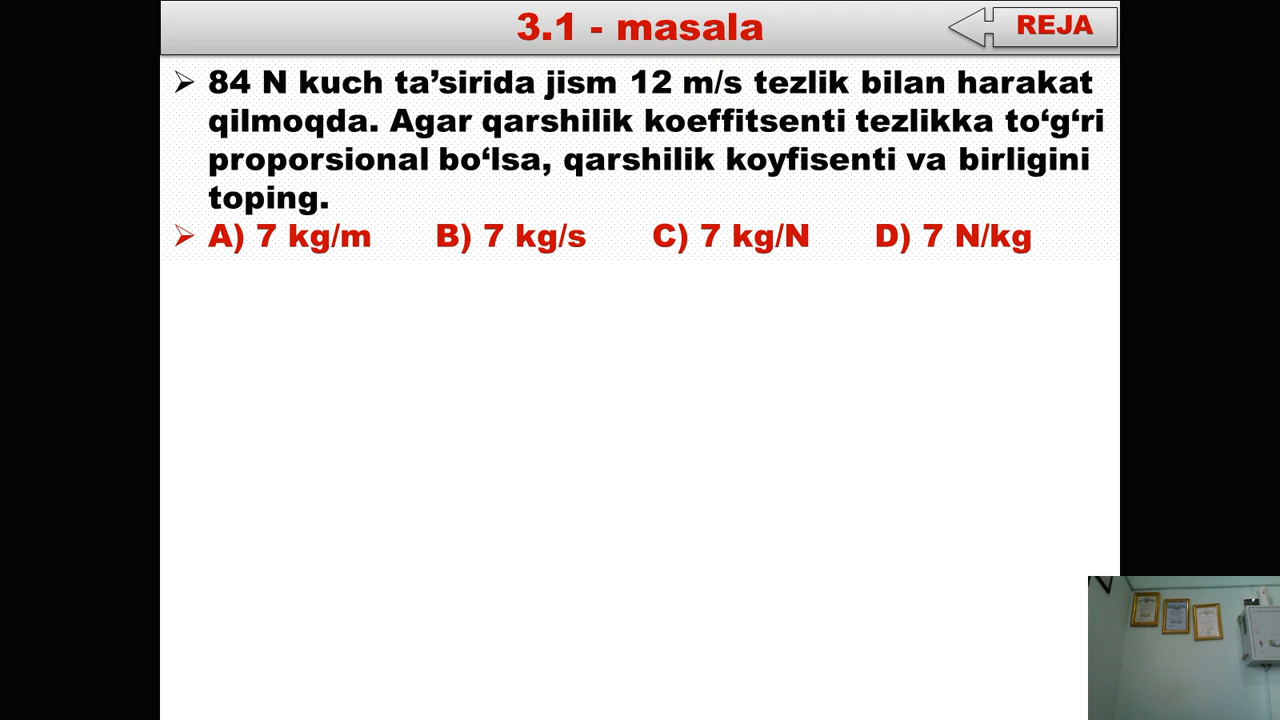 3.1 - masala
REJA
84 N kuch ta’sirida jism 12 m/s tezlik bilan harakat
qilmoqda. Agar qarshilik koeffitsenti tezlikka to‘g‘ri
proporsional bo‘lsa, qarshilik koyfisenti va birligini
toping.
A) 7 kg/m B) 7 kg/s C) 7 kg/N D) 7 N/kg